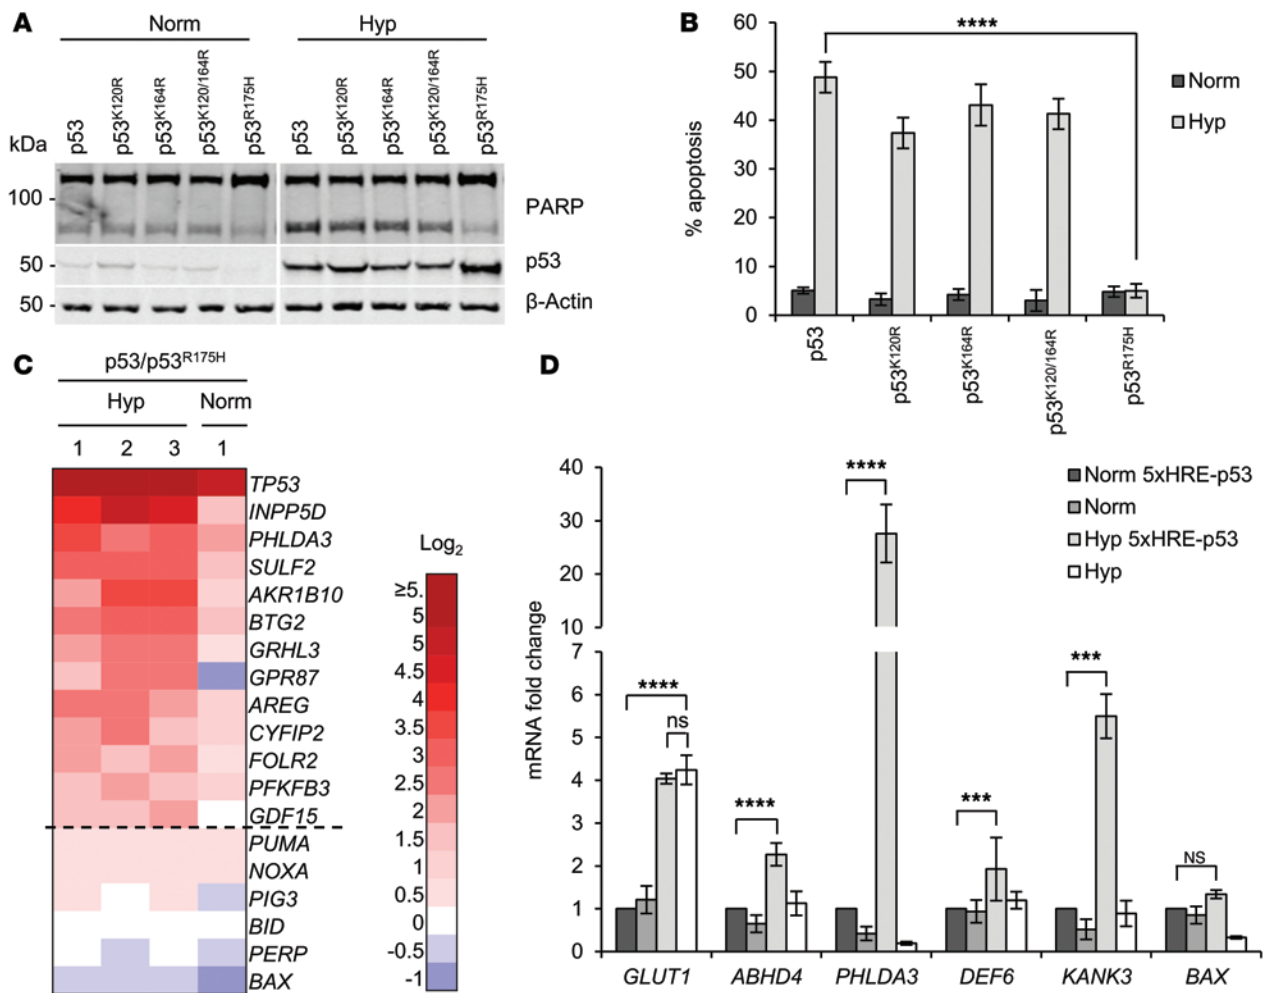 A
Norm
Hyp
kDa
p53
p53K120R
p53K164R
p53K120/164R
p53R175H
p53
p53K120R
p53K164R
p53K120/164R
p53R175H
100
PARP
50
p53
50
β-Actin
B
% apoptosis
60
50
40
30
20
10
0
****
Norm
Hyp
p53
p53K120R
p53K164R
p53K120/164R
p53R175H
C
p53/p53R175H
Hyp
Norm
1 2 3 1
TP53
INPP5D
PHLDA3
SULF2
AKR1B10
BTG2
GRHL3
GPR87
AREG
CYFIP2
FOLR2
PFKFB3
GDF15
PUMA
NOXA
PIG3
BID
PERP
BAX
Log2
≥5.
5
5
4.5
4
3.5
3
2.5
2
1.5
1
0.5
0
-0.5
-1
D
mRNA fold change
40
30
20
10
7
6
5
4
3
2
1
0
****
ns
****
****
***
***
NS
Norm 5xHRE-p53
Norm
Hyp 5xHRE-p53
Hyp
GLUT1 ABHD4 PHLDA3 DEF6 KANK3 BAX